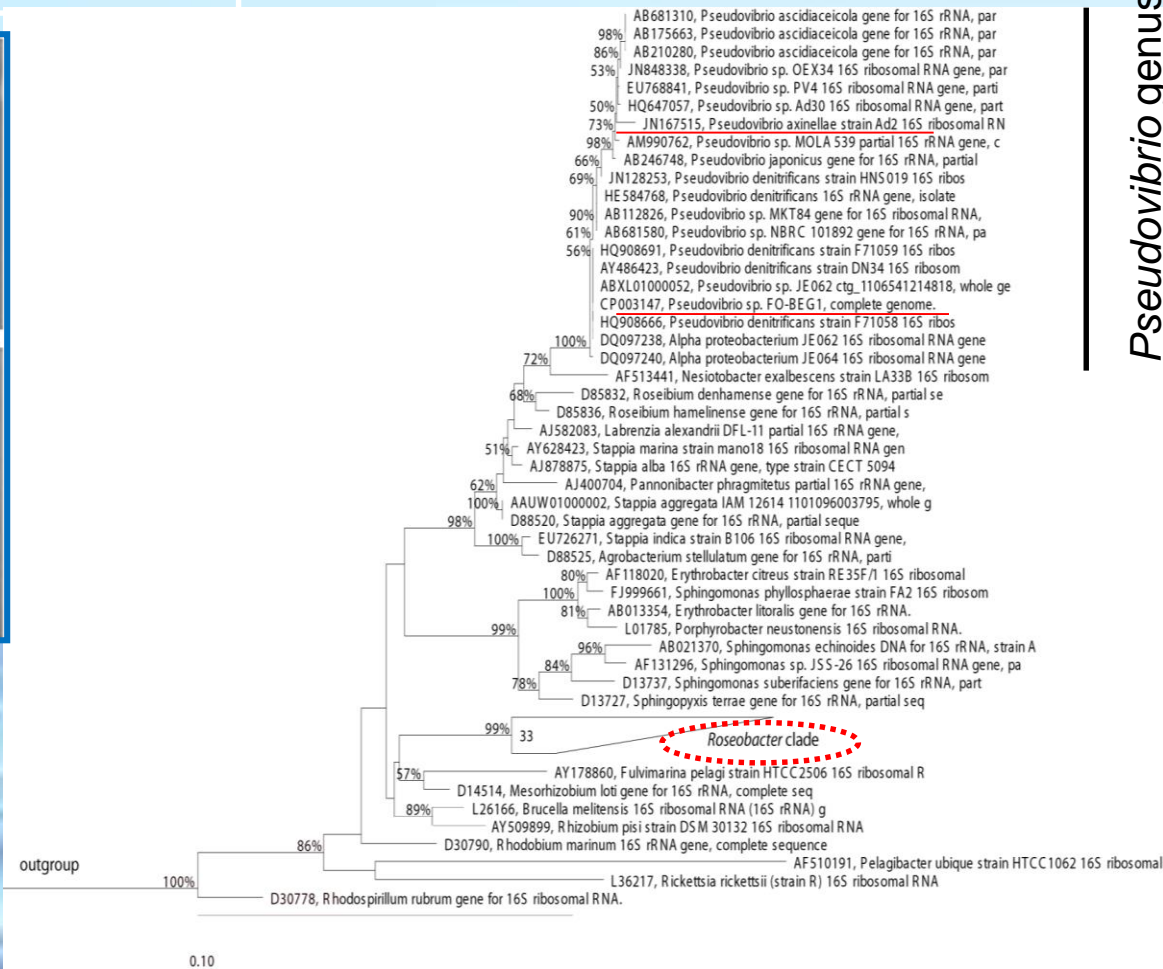 AB681310, Pseudovibrio ascidiaceicola gene for 16S rRNA, par
98% AB175663, Pseudovibrio ascidiaceicola gene for 16S rRNA, par
86% AB210280, Pseudovibrio ascidiaceicola gene for 16S rRNA, par
53% JN848338, Pseudovibrio sp. OEX34 16S ribosomal RNA gene, par
EU768841, Pseudovibrio sp. PV4 16S ribosomal RNA gene, parti
50% HQ647057, Pseudovibrio sp. Ad30 16S ribosomal RNA gene, part
73% JN167515, Pseudovibrio axinellae strain Ad2 16S ribosomal RN
98% AM990762, Pseudovibrio sp. MOLA 539 partial 16S rRNA gene, c
66% AB246748, Pseudovibrio japonicus gene for 16S rRNA, partial
69% JN128253, Pseudovibrio denitrificans strain HNS019 16S ribos
HE584768, Pseudovibrio denitrificans 16S rRNA gene, isolate
90% AB112826, Pseudovibrio sp. MKT84 gene for 16S ribosomal RNA,
61% AB681580, Pseudovibrio sp. NBRC 101892 gene for 16S rRNA, pa
56% HQ908691, Pseudovibrio denitrificans strain F71059 16S ribos
AY486423, Pseudovibrio denitrificans strain DN34 16S ribosom
ABXL01000052, Pseudovibrio sp. JE062 ctg_1106541214818, whole ge
CP003147, Pseudovibrio sp. FO-BEG1, complete genome.
HQ908666, Pseudovibrio denitrificans strain F71058 16S ribos
100% DQ097238, Alpha proteobacterium JE062 16S ribosomal RNA gene
72% DQ097240, Alpha proteobacterium JE064 16S ribosomal RNA gene
AF513441, Nesiotobacter exalbescens strain LA33B 16S ribosom
68% D85832, Roseibium denhamense gene for 16S rRNA, partial se
D85836, Roseibium hamelinense gene for 16S rRNA, partial s
AJ582083, Labrenzia alexandrii DFL-11 partial 16S rRNA gene,
51% AY628423, Stappia marina strain mano18 16S ribosomal RNA gen
AJ878875, Stappia alba 16S rRNA gene, type strain CECT 5094
62% AJ400704, Pannonibacter phragmitetus partial 16S rRNA gene,
100% AAUW01000002, Stappia aggregata IAM 12614 1101096003795, whole g
98% D88520, Stappia aggregata gene for 16S rRNA, partial seque
100% EU726271, Stappia indica strain B106 16S ribosomal RNA gene,
D88525, Agrobacterium stellulatum gene for 16S rRNA, parti
80% AF118020, Erythrobacter citreus strain RE35F/1 16S ribosomal
100% FJ999661, Sphingomonas phyllosphaerae strain FA2 16S ribosom
81% AB013354, Erythrobacter litoralis gene for 16S rRNA.
99% L01785, Porphyrobacter neustonensis 16S ribosomal RNA.
96% AB021370, Sphingomonas echinoides DNA for 16S rRNA, strain A
84% AF131296, Sphingomonas sp. JSS-26 16S ribosomal RNA gene, pa
78% D13737, Sphingomonas suberifaciens gene for 16S rRNA, part
D13727, Sphingopyxis terrae gene for 16S rRNA, partial seq
99% 33 Roseobacter clade
57% AY178860, Fulvimarina pelagi strain HTCC2506 16S ribosomal R
D14514, Mesorhizobium loti gene for 16S rRNA, complete seq
89% L26166, Brucella melitensis 16S ribosomal RNA (16S rRNA) g
AY509899, Rhizobium pisi strain DSM 30132 16S ribosomal RNA
86% D30790, Rhodobium marinum 16S rRNA gene, complete sequence
outgroup AF510191, Pelagibacter ubique strain HTCC1062 16S ribosomal
100% L36217, Rickettsia rickettsii (strain R) 16S ribosomal RNA
D30778, Rhodospirillum rubrum gene for 16S ribosomal RNA.
0.10
Pseudovibrio genus